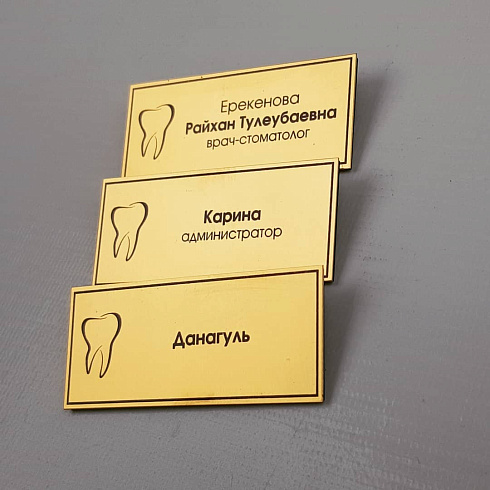 Ерекенова
Райхан Тулеубаевна
врач-стоматолог
Карина
администратор
Данагуль